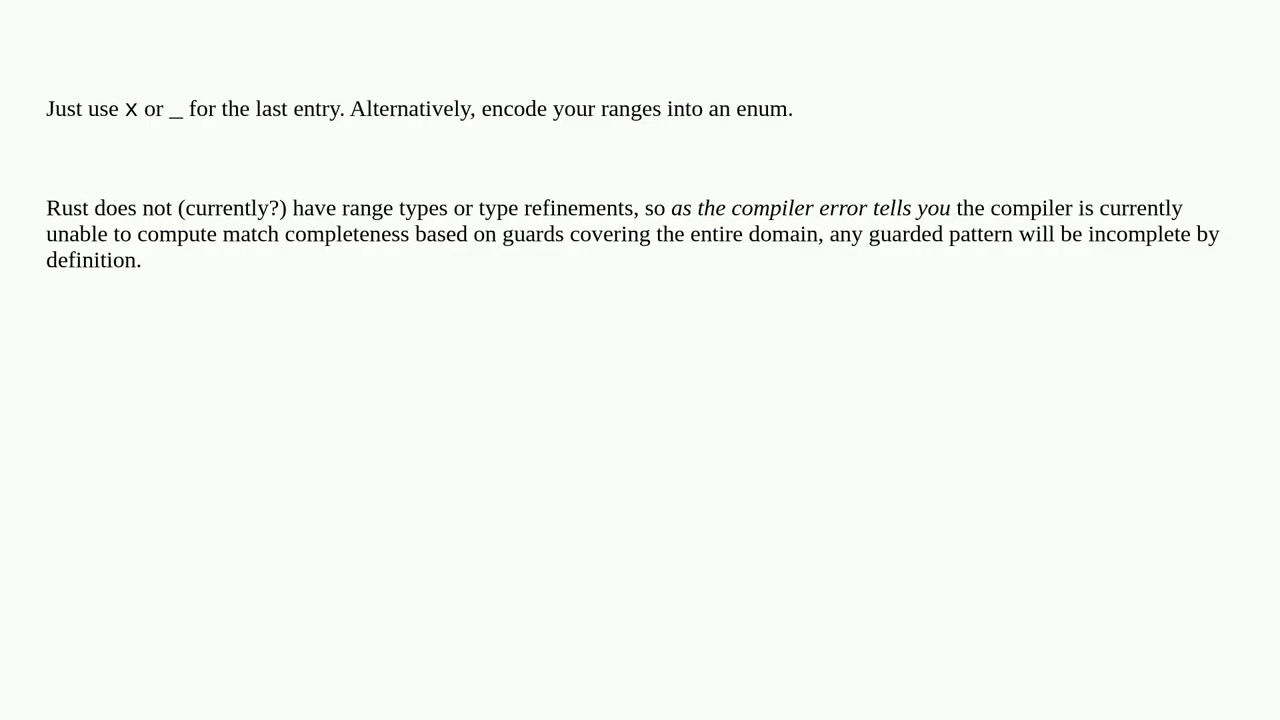 Just use x or _ for the last entry. Alternatively, encode your ranges into an enum.
Rust does not (currently?) have range types or type refinements, so as the compiler error tells you the compiler is currently
unable to compute match completeness based on guards covering the entire domain, any guarded pattern will be incomplete by
definition.